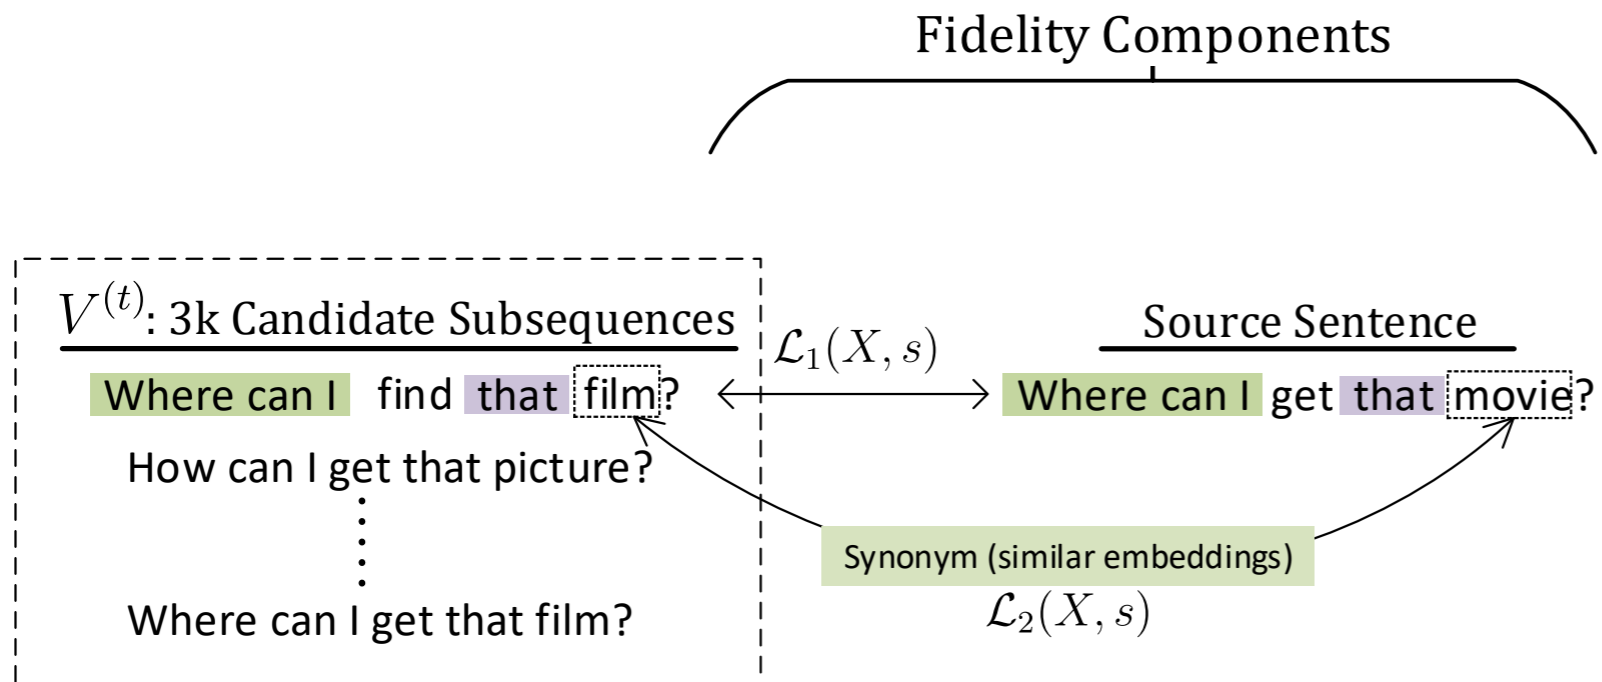 Fidelity Components
V^(t): 3k Candidate Subsequences
Where can I find that film?
How can I get that picture?
Where can I get that film?
ℒ₁(X, s)
Source Sentence
Where can I get that movie?
Synonym (similar embeddings)
ℒ₂(X, s)